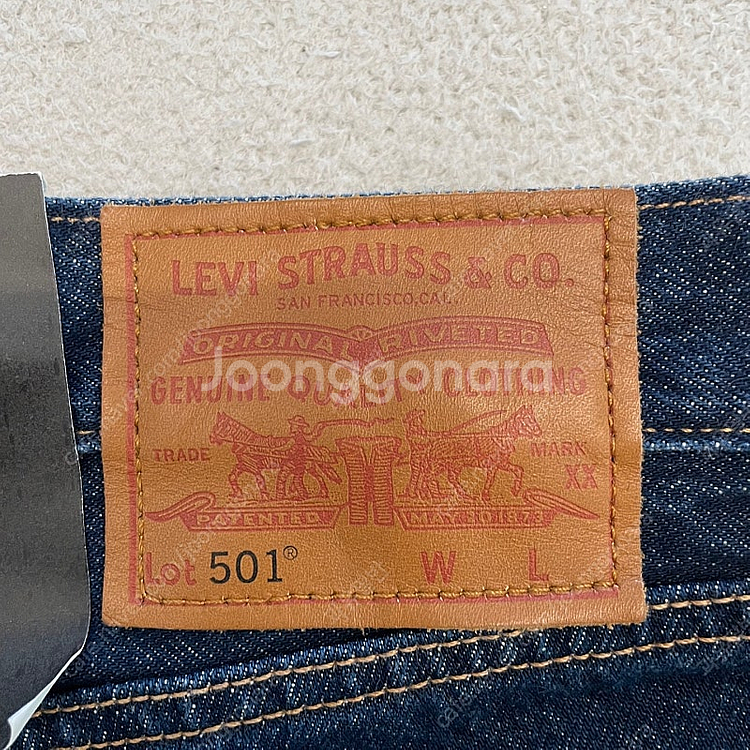 LEVI STRAUSS & CO.
SAN FRANCISCO, CAL.
ORIGINAL RIVETED
Joonggonara
GENUINE QUALITY CLOTHING
TRADE MARK
XX
PATENTED MAY 20 1873
Lot 501® W L